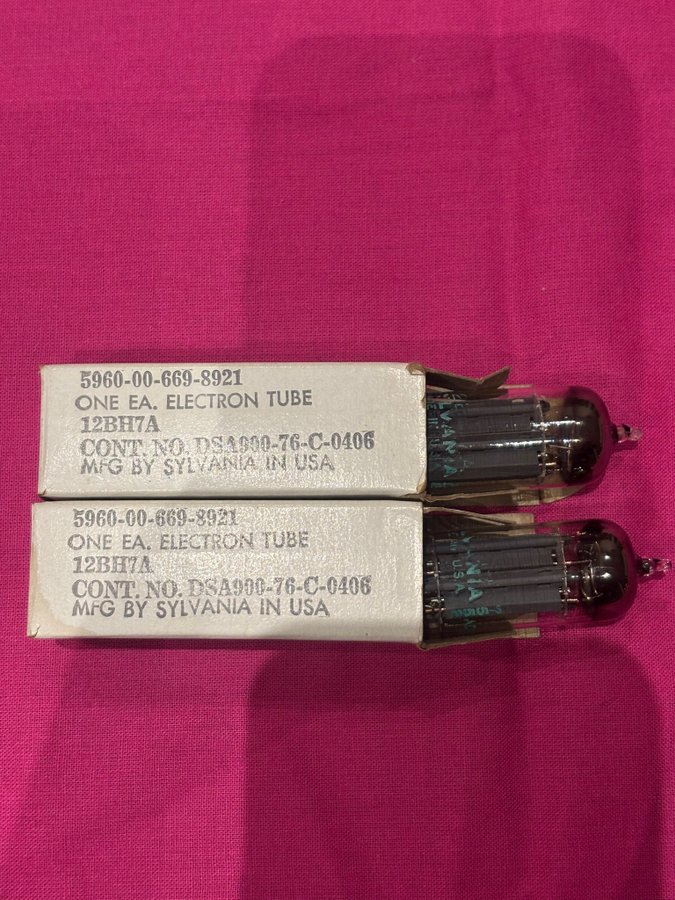 5960-00-669-8921
ONE EA. ELECTRON TUBE
12BH7A
CONT. NO. DSA900-76-C-0406
MFG BY SYLVANIA IN USA
SYLVANIA
5960-00-669-8921
ONE EA. ELECTRON TUBE
12BH7A
CONT. NO. DSA900-76-C-0406
MFG BY SYLVANIA IN USA
USA